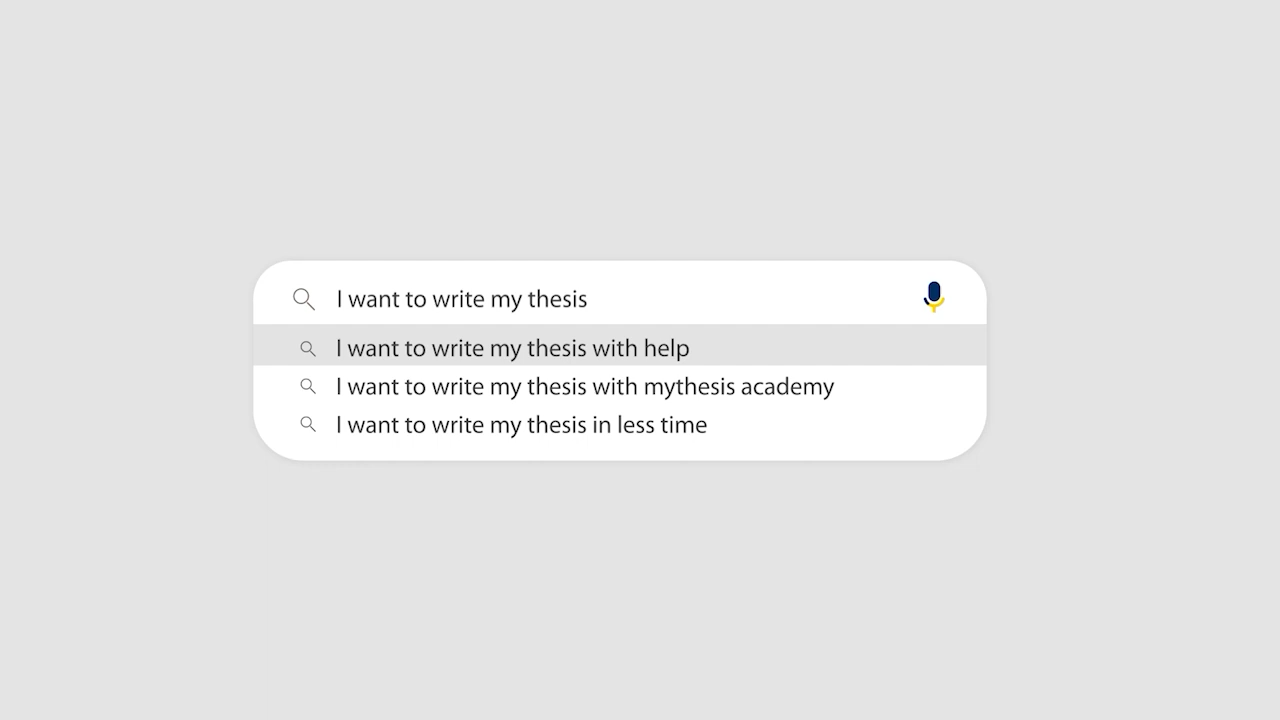 I want to write my thesis
I want to write my thesis with help
I want to write my thesis with mythesis academy
I want to write my thesis in less time